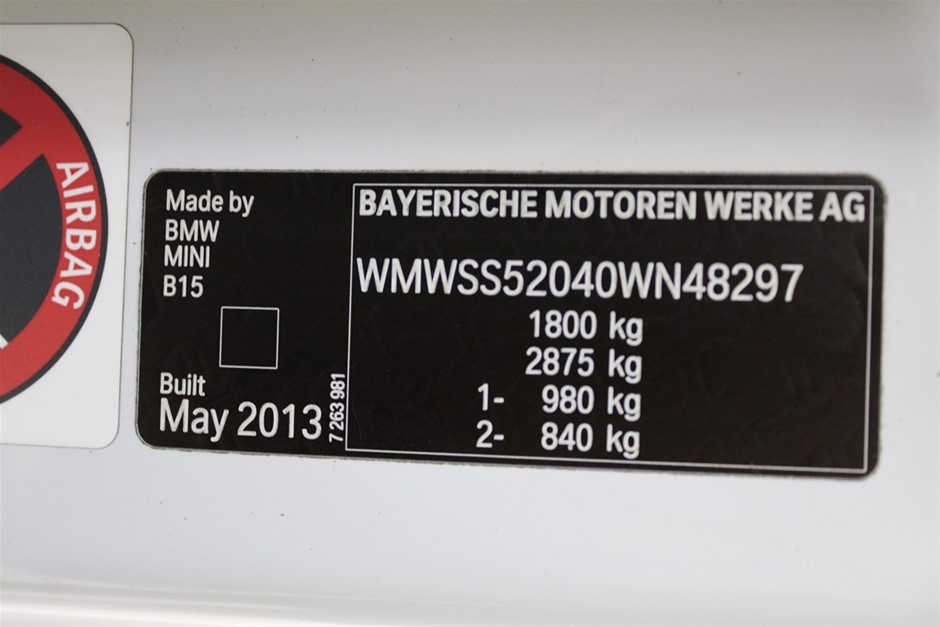 AIRBAG
Made by
BMW
MINI
B15
Built
May 2013
7 263 981
BAYERISCHE MOTOREN WERKE AG
WMWSS52040WN48297
1800 kg
2875 kg
1- 980 kg
2- 840 kg